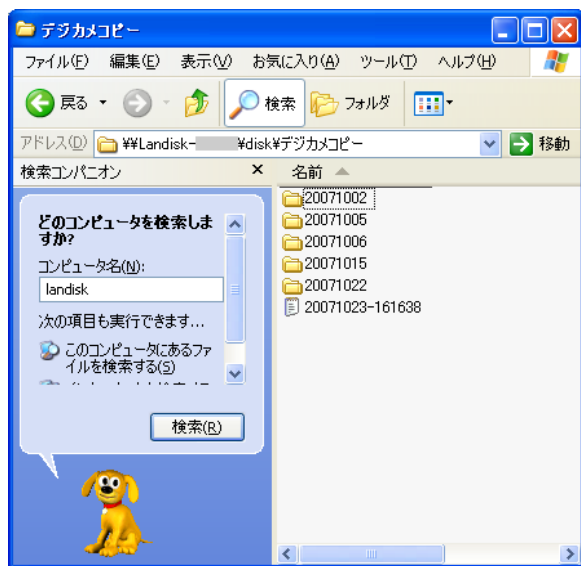 デジカメコピー
ファイル(F) 編集(E) 表示(V) お気に入り(A) ツール(T) ヘルプ(H)
戻る 検索 フォルダ
アドレス(D) ¥¥Landisk- ¥disk¥デジカメコピー 移動
検索コンパニオン × 名前
どのコンピュータを検索しま
すか?
コンピュータ名(N):
landisk
次の項目も実行できます...
このコンピュータにあるファ
イルを検索する(S)
検索(R)
20071002
20071005
20071006
20071015
20071022
20071023-161638